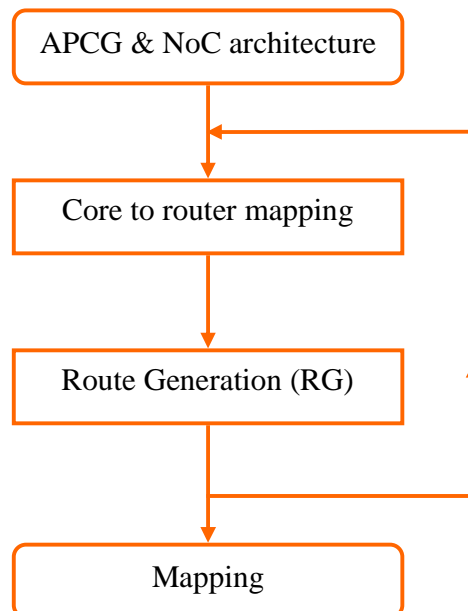 APCG & NoC architecture
Core to router mapping
Route Generation (RG)
Mapping